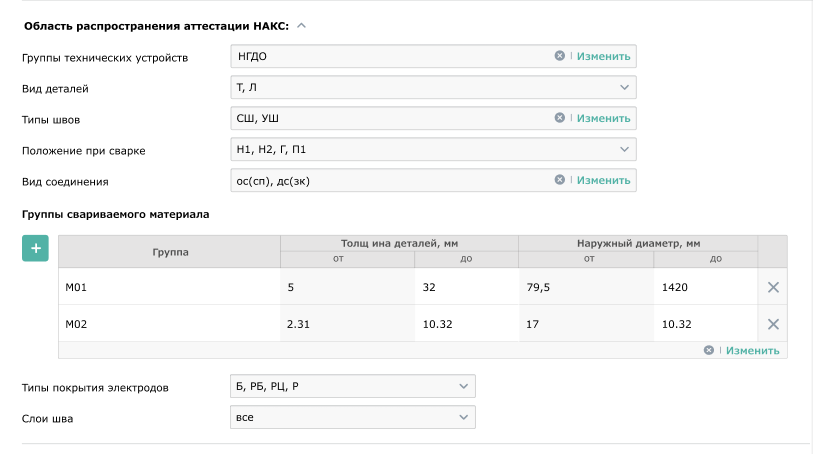 Область распространения аттестации НАКС:
Группы технических устройств НГДО Изменить
Вид деталей Т, Л
Типы швов СШ, УШ Изменить
Положение при сварке Н1, Н2, Г, П1
Вид соединения ос(сп), дс(зк) Изменить
Группы свариваемого материала
+ Группа Толщ ина деталей, мм Наружный диаметр, мм
от до от до
М01 5 32 79,5 1420
М02 2.31 10.32 17 10.32
Изменить
Типы покрытия электродов Б, РБ, РЦ, Р
Слои шва все